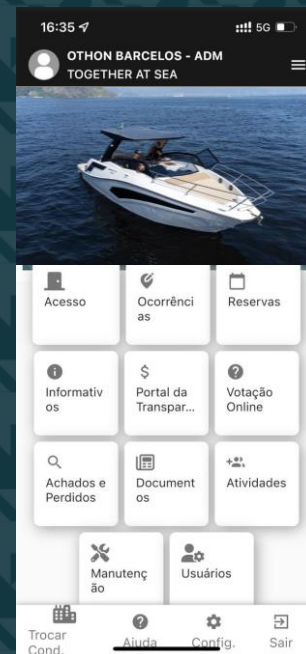 16:35
5G
OTHON BARCELOS - ADM
TOGETHER AT SEA
Acesso
Ocorrênci
as
Reservas
Informativ
os
Portal da
Transpar...
Votação
Online
Achados e
Perdidos
Document
os
Atividades
Manutenç
ão
Usuários
Trocar
Cond.
Ajuda
Config.
Sair